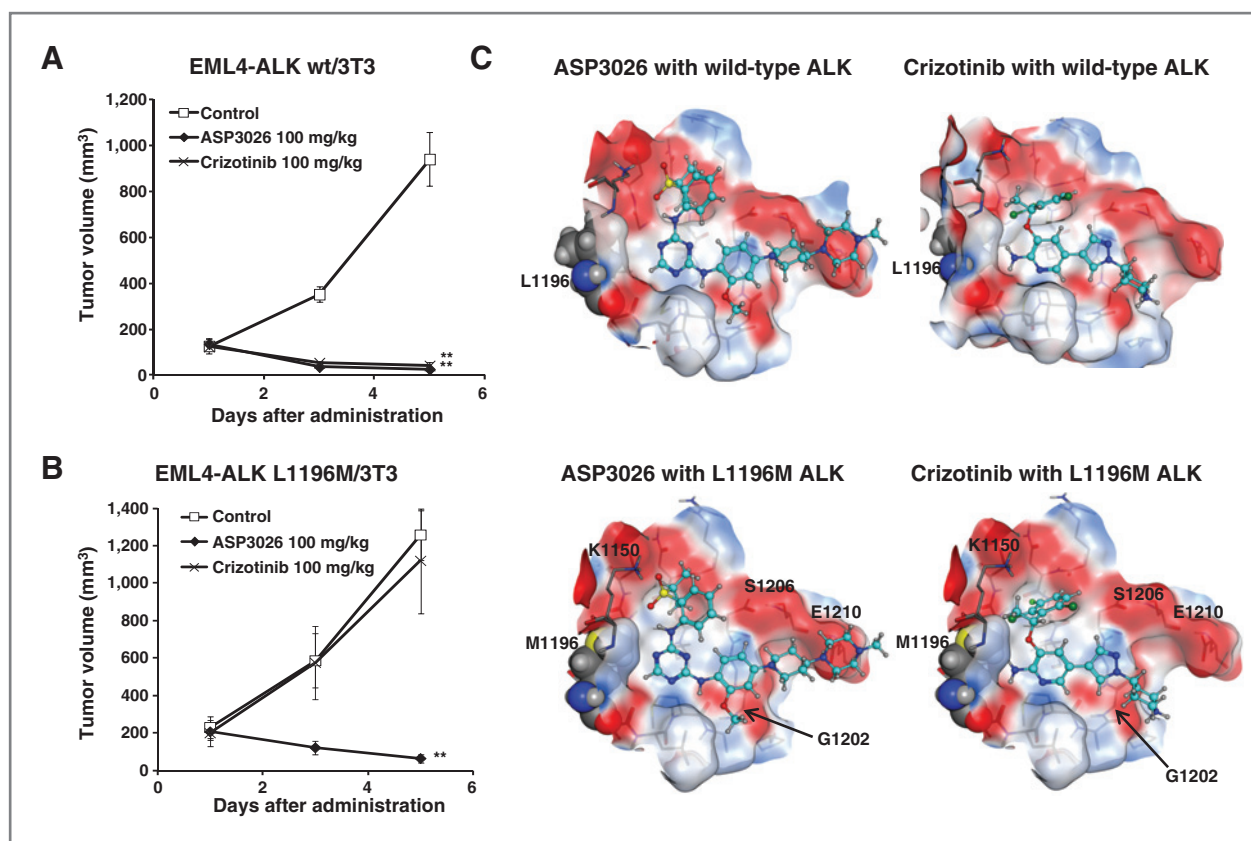 A
EML4-ALK wt/3T3
Tumor volume (mm³)
1,200
1,000
800
600
400
200
0
Control
ASP3026 100 mg/kg
Crizotinib 100 mg/kg
**
**
0
2
4
6
Days after administration
B
EML4-ALK L1196M/3T3
Tumor volume (mm³)
1,400
1,200
1,000
800
600
400
200
0
Control
ASP3026 100 mg/kg
Crizotinib 100 mg/kg
**
0
2
4
6
Days after administration
C
ASP3026 with wild-type ALK
L1196
Crizotinib with wild-type ALK
L1196
ASP3026 with L1196M ALK
K1150
S1206
E1210
M1196
G1202
Crizotinib with L1196M ALK
K1150
S1206
E1210
M1196
G1202